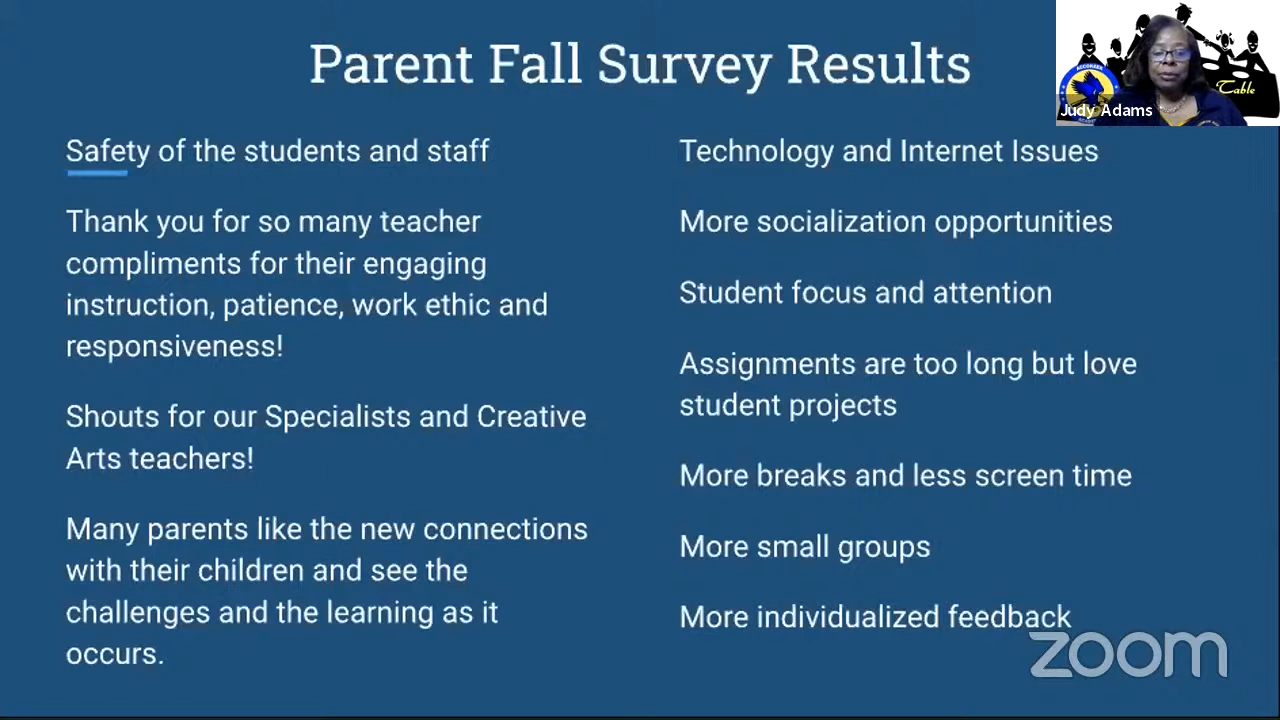 Parent Fall Survey Results
Safety of the students and staff
Thank you for so many teacher
compliments for their engaging
instruction, patience, work ethic and
responsiveness!
Shouts for our Specialists and Creative
Arts teachers!
Many parents like the new connections
with their children and see the
challenges and the learning as it
occurs.
Technology and Internet Issues
More socialization opportunities
Student focus and attention
Assignments are too long but love
student projects
More breaks and less screen time
More small groups
More individualized feedback
Table
Judy Adams
zoom